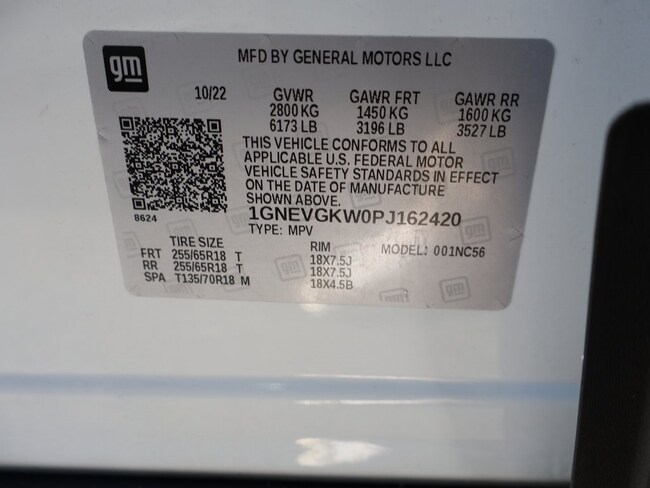 gm
MFD BY GENERAL MOTORS LLC
10/22 GVWR GAWR FRT GAWR RR
2800 KG 1450 KG 1600 KG
6173 LB 3196 LB 3527 LB
THIS VEHICLE CONFORMS TO ALL
APPLICABLE U.S. FEDERAL MOTOR
VEHICLE SAFETY STANDARDS IN EFFECT
ON THE DATE OF MANUFACTURE
SHOWN ABOVE.
8624
1GNEVGKW0PJ162420
TYPE: MPV
TIRE SIZE RIM MODEL: 001NC56
FRT 255/65R18 T 18X7.5J
RR 255/65R18 T 18X7.5J
SPA T135/70R18 M 18X4.5B